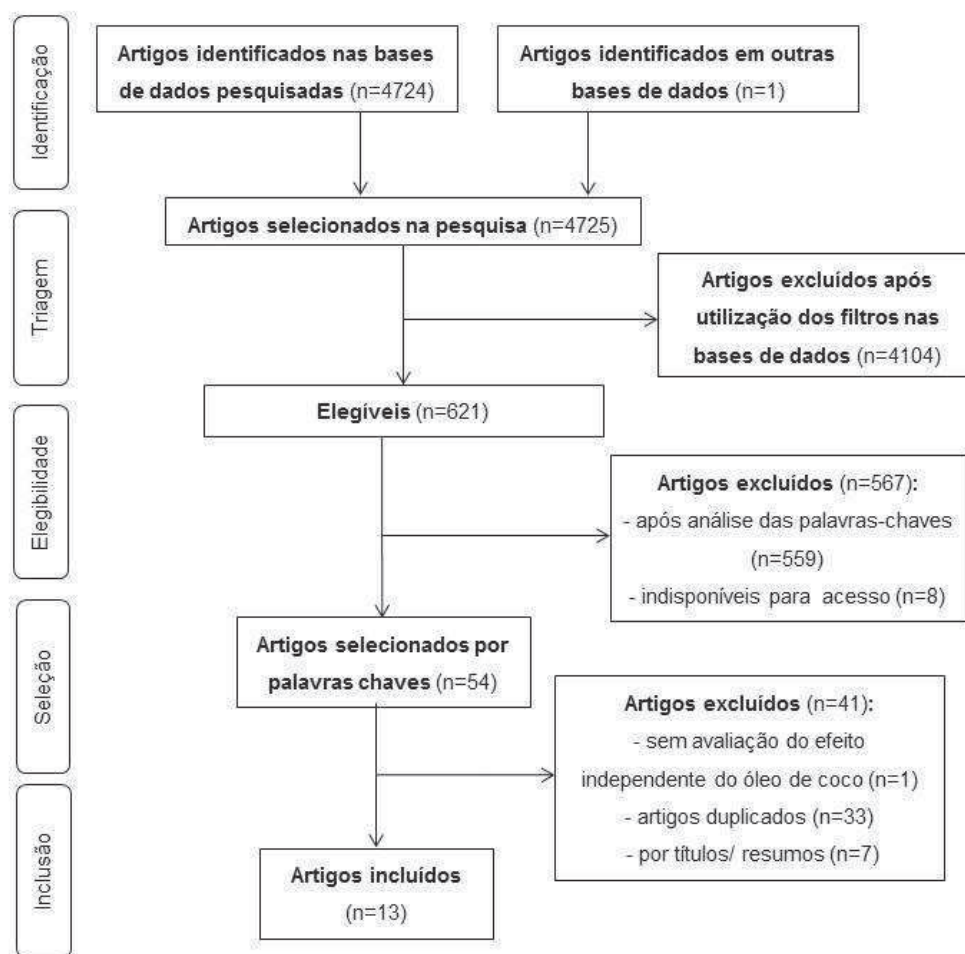 Identificação
Artigos identificados nas bases
de dados pesquisadas (n=4724)
Artigos identificados em outras
bases de dados (n=1)
Triagem
Artigos selecionados na pesquisa (n=4725)
Artigos excluídos após
utilização dos filtros nas
bases de dados (n=4104)
Elegibilidade
Elegíveis (n=621)
Artigos excluídos (n=567):
- após análise das palavras-chaves
(n=559)
- indisponíveis para acesso (n=8)
Seleção
Artigos selecionados por
palavras chaves (n=54)
Artigos excluídos (n=41):
- sem avaliação do efeito
independente do óleo de coco (n=1)
- artigos duplicados (n=33)
- por títulos/ resumos (n=7)
Inclusão
Artigos incluídos
(n=13)